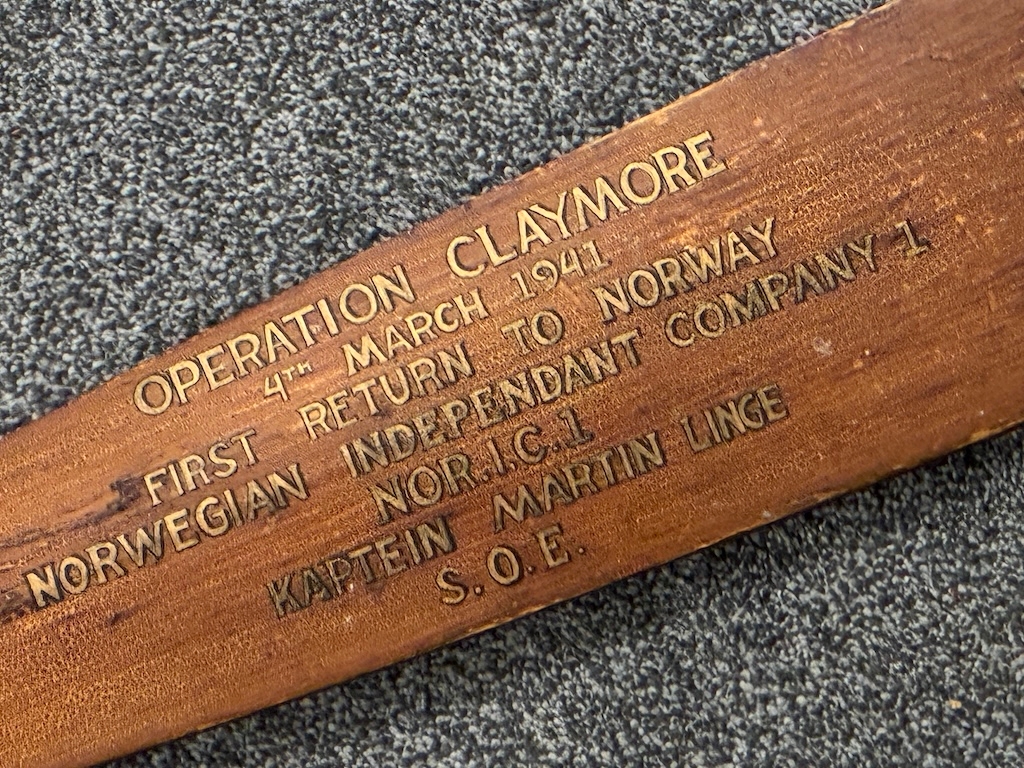 OPERATION CLAYMORE
4TH MARCH 1941
FIRST RETURN TO NORWAY
NORWEGIAN INDEPENDANT COMPANY 1
NOR.I.C.1
KAPTEIN MARTIN LINGE
S.O.E.